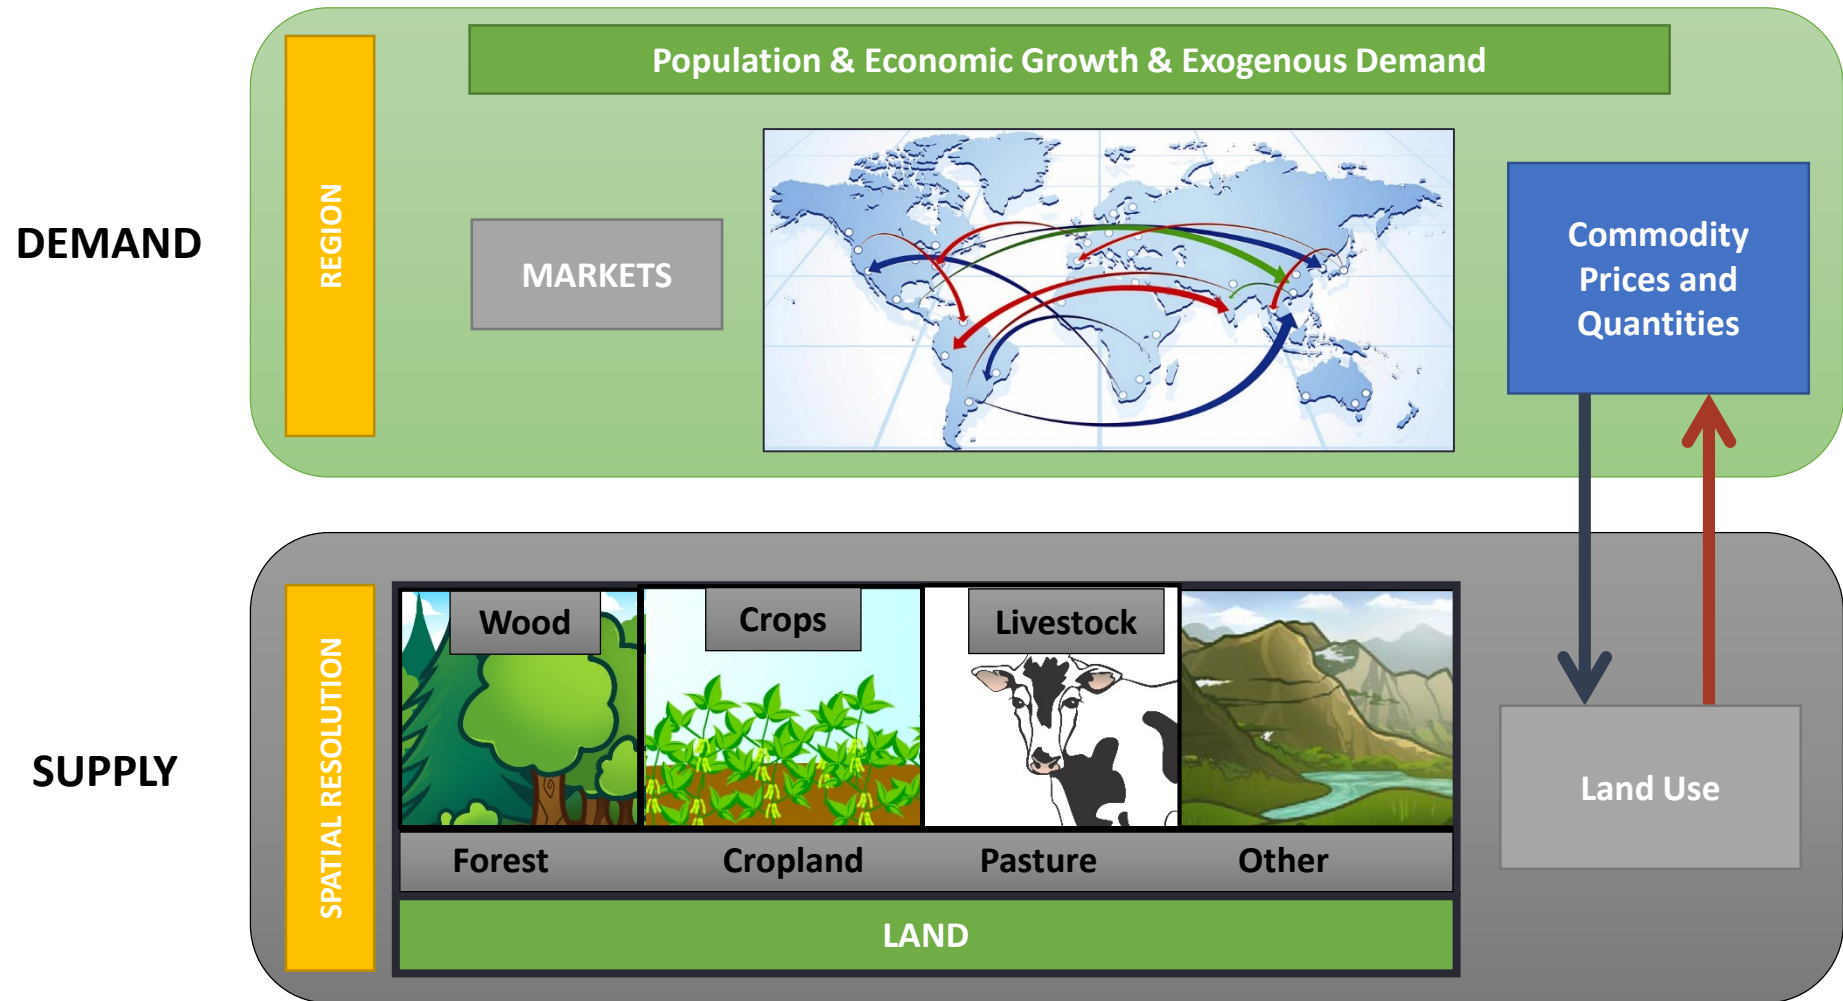 Population & Economic Growth & Exogenous Demand
DEMAND
REGION
MARKETS
Commodity
Prices and
Quantities
SUPPLY
SPATIAL RESOLUTION
Wood
Crops
Livestock
Forest
Cropland
Pasture
Other
LAND
Land Use